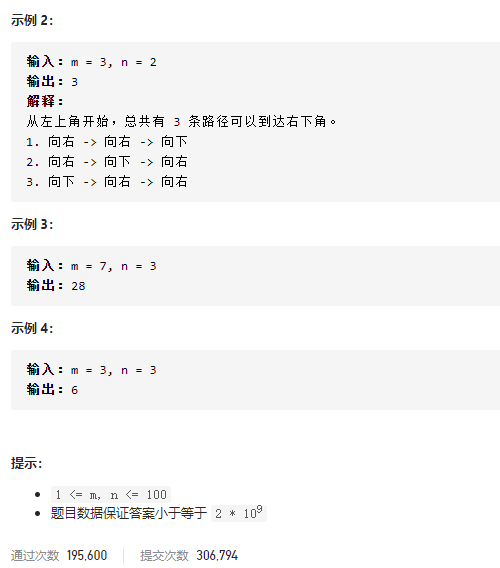 示例 2：
输入：m = 3, n = 2
输出：3
解释：
从左上角开始，总共有 3 条路径可以到达右下角。
1. 向右 -> 向右 -> 向下
2. 向右 -> 向下 -> 向右
3. 向下 -> 向右 -> 向右
示例 3：
输入：m = 7, n = 3
输出：28
示例 4：
输入：m = 3, n = 3
输出：6
提示：
• 1 <= m, n <= 100
• 题目数据保证答案小于等于 2 * 10⁹
通过次数 195,600 提交次数 306,794